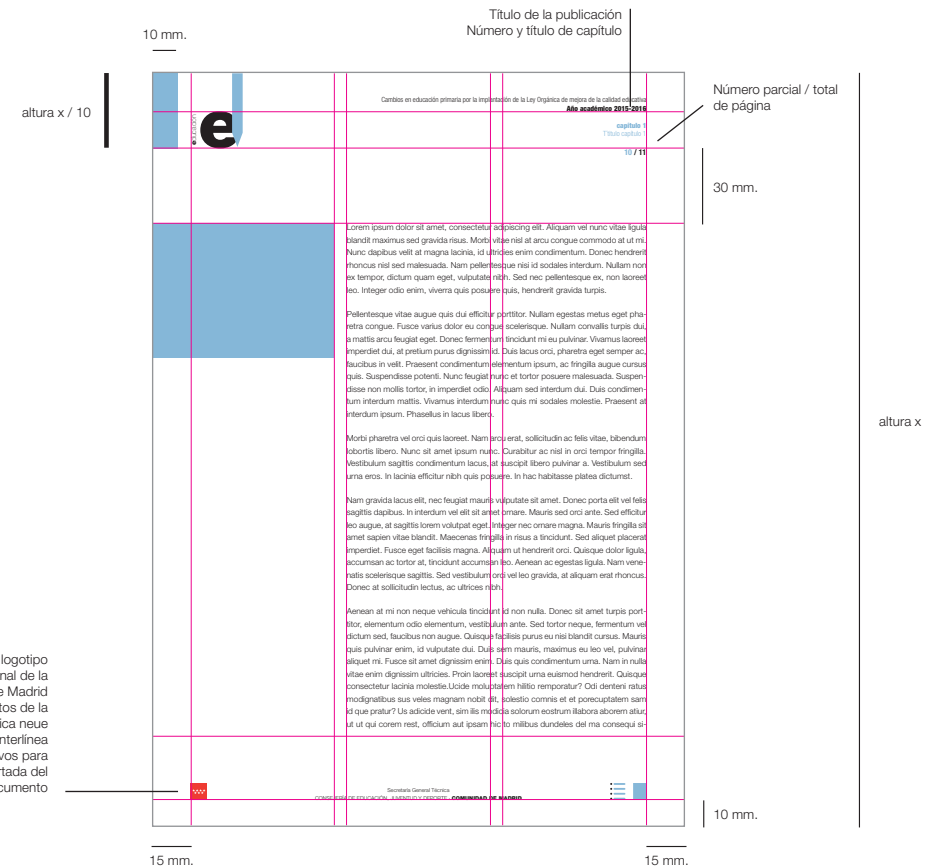 Título de la publicación
Número y título de capítulo
10 mm.
altura x / 10
Número parcial / total
de página
Cambios en educación primaria por la implantación de la Ley Orgánica de mejora de la calidad educativa
Año académico 2015-2016
capítulo 1
Título capítulo 1
10 / 11
education
e
30 mm.
Lorem ipsum dolor sit amet, consectetur adipiscing elit. Aliquam vel nunc vitae ligula
blandit maximus sed gravida risus. Morbi vitae nisl at arcu congue commodo at ut mi.
Nunc dapibus velit at magna lacinia, id ultricies enim condimentum. Donec hendrerit
rhoncus nisl sed malesuada. Nam pellentesque nisi id sodales interdum. Nullam non
ex tempor, dictum quam eget, vulputate nibh. Sed nec pellentesque ex, non laoreet
leo. Integer odio enim, viverra quis posuere quis, hendrerit gravida turpis.
Pellentesque vitae augue quis dui efficitur porttitor. Nullam egestas metus eget pha-
retra congue. Fusce varius dolor eu congue scelerisque. Nullam convallis turpis dui,
a mattis arcu feugiat eget. Donec fermentum tincidunt mi eu pulvinar. Vivamus laoreet
imperdiet dui, at pretium purus dignissim id. Duis lacus orci, pharetra eget semper ac,
faucibus in velit. Praesent condimentum elementum ipsum, ac fringilla augue cursus
quis. Suspendisse potenti. Nunc feugiat nunc et tortor posuere malesuada. Suspen-
disse non mollis tortor, in imperdiet odio. Aliquam sed interdum dui. Duis condimen-
tum interdum mattis. Vivamus interdum nunc quis mi sodales molestie. Praesent at
interdum ipsum. Phasellus in lacus libero.
altura x
Morbi pharetra vel orci quis laoreet. Nam arcu erat, sollicitudin ac felis vitae, bibendum
lobortis libero. Nunc sit amet ipsum nunc. Curabitur ac nisl in orci tempor fringilla.
Vestibulum sagittis condimentum lacus, at suscipit libero pulvinar a. Vestibulum sed
urna eros. In lacinia efficitur nibh quis posuere. In hac habitasse platea dictumst.
Nam gravida lacus elit, nec feugiat mauris vulputate sit amet. Donec porta elit vel felis
sagittis dapibus. In interdum vel elit sit amet ornare. Mauris sed orci ante. Sed efficitur
leo augue, at sagittis lorem volutpat eget. Integer nec ornare magna. Mauris fringilla sit
amet sapien vitae blandit. Maecenas fringilla in risus a tincidunt. Sed aliquet placerat
imperdiet. Fusce eget facilisis magna. Aliquam ut hendrerit orci. Quisque dolor ligula,
accumsan ac tortor at, tincidunt accumsan leo. Aenean ac egestas ligula. Nam vene-
natis scelerisque sagittis. Sed vestibulum orci vel leo gravida, at aliquam erat rhoncus.
Donec at sollicitudin lectus, ac ultrices nibh.
Aenean at mi non neque vehicula tincidunt id non nulla. Donec sit amet turpis port-
titor, elementum odio elementum, vestibulum ante. Sed tortor neque, fermentum vel
dictum sed, faucibus non augue. Quisque facilisis purus eu nisi blandit cursus. Mauris
quis pulvinar enim, id vulputate dui. Duis sem mauris, maximus eu leo vel, pulvinar
aliquet mi. Fusce sit amet dignissim enim. Duis quis condimentum urna. Nam in nulla
vitae enim dignissim ultricies. Proin laoreet suscipit urna euismod hendrerit. Quisque
consectetur lacinia molestie.Ucide moluptatem hilitio remporatur? Odi denteni ratus
modignatibus sus veles magnam nobit dit, solestio comnis et et porecuptatem sam
id que pratur? Us adicide vent, sim ilis modicia solorum eostrum illabora aborem atiur,
ut ut qui corem rest, officium aut ipsam hic to milibus dundeles del ma consequi si-
logotipo
nal de la
e Madrid
tos de la
ica neue
nterlínea
vos para
rtada del
cumento
Secretaría General Técnica
CONSEJERÍA DE EDUCACIÓN, JUVENTUD Y DEPORTE - COMUNIDAD DE MADRID
10 mm.
15 mm.
15 mm.